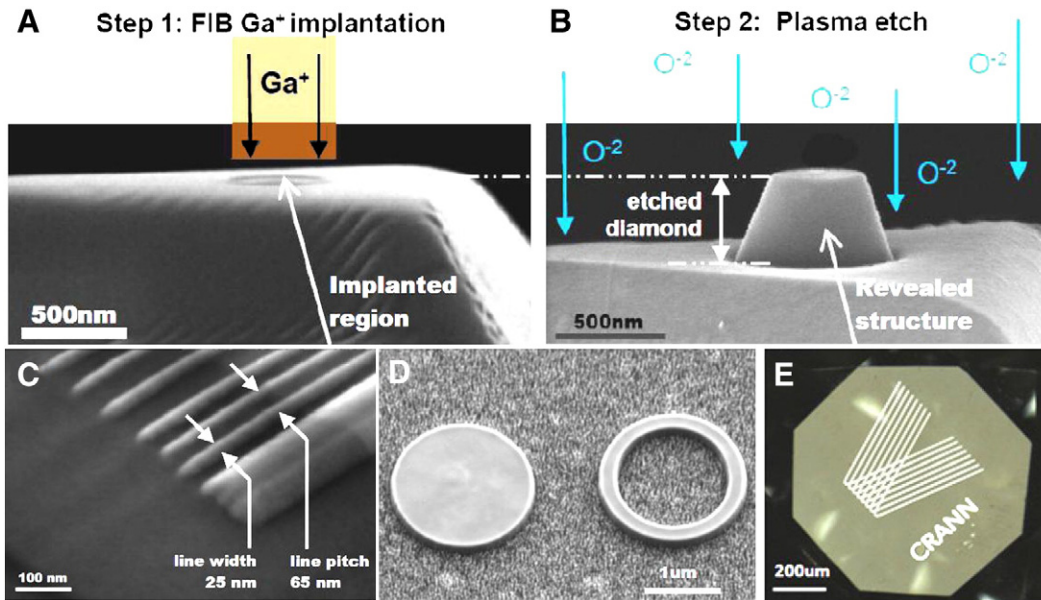 A Step 1: FIB Ga⁺ implantation
Ga⁺
Implanted
region
500nm
B Step 2: Plasma etch
O⁻²
O⁻²
O⁻²
O⁻²
O⁻²
etched
diamond
Revealed
structure
500nm
C
line width
25 nm
line pitch
65 nm
100 nm
D
1um
E
CRANN
200um